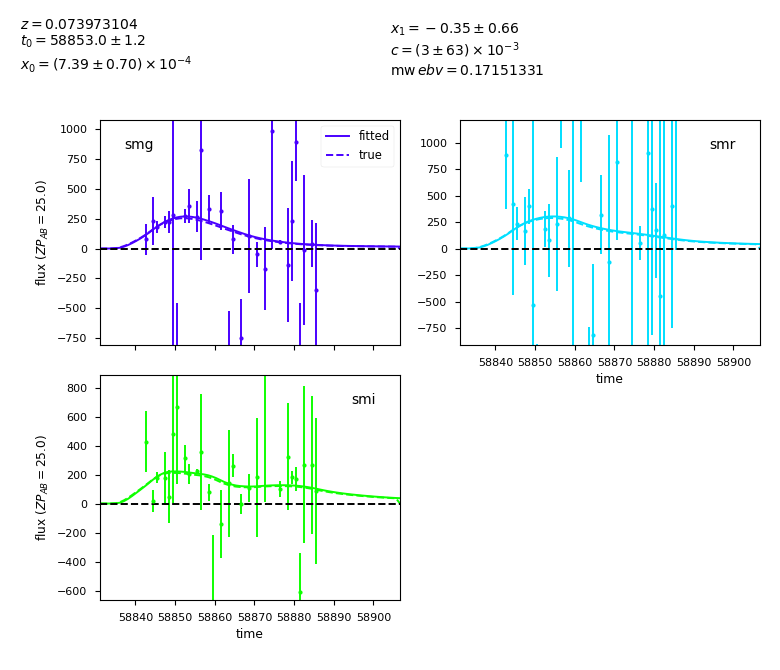 z = 0.073973104
t₀ = 58853.0 ± 1.2
x₀ = (7.39 ± 0.70) × 10⁻⁴
x₁ = −0.35 ± 0.66
c = (3 ± 63) × 10⁻³
mw ebv = 0.17151331
smg
fitted
true
1000
750
500
250
0
−250
−500
−750
flux (ZP_AB = 25.0)
smr
1000
750
500
250
0
−250
−500
−750
58840 58850 58860 58870 58880 58890 58900
time
smi
800
600
400
200
0
−200
−400
−600
flux (ZP_AB = 25.0)
58840 58850 58860 58870 58880 58890 58900
time